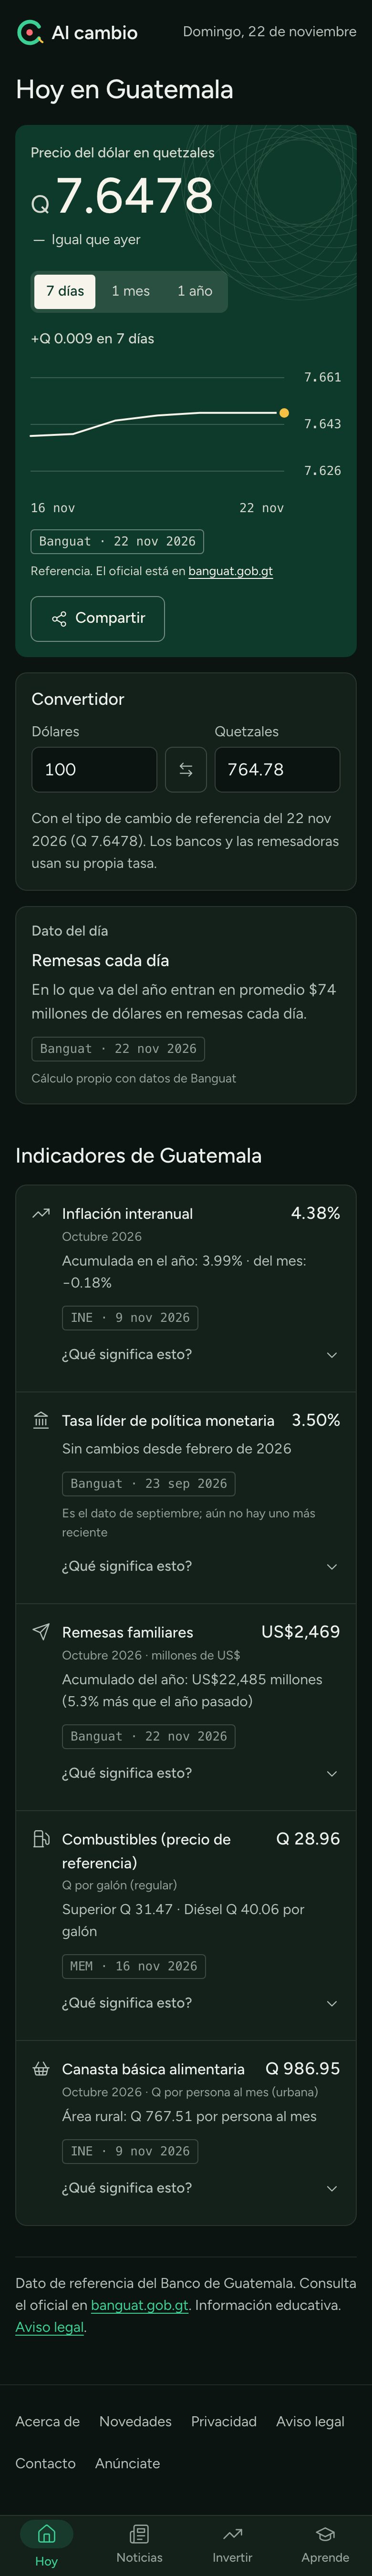 Al cambio
Domingo, 22 de noviembre
Hoy en Guatemala
Precio del dólar en quetzales
Q 7.6478
— Igual que ayer
7 días 1 mes 1 año
+Q 0.009 en 7 días
7.661
7.643
7.626
16 nov 22 nov
Banguat · 22 nov 2026
Referencia. El oficial está en banguat.gob.gt
Compartir
Convertidor
Dólares Quetzales
100 764.78
Con el tipo de cambio de referencia del 22 nov
2026 (Q 7.6478). Los bancos y las remesadoras
usan su propia tasa.
Dato del día
Remesas cada día
En lo que va del año entran en promedio $74
millones de dólares en remesas cada día.
Banguat · 22 nov 2026
Cálculo propio con datos de Banguat
Indicadores de Guatemala
Inflación interanual 4.38%
Octubre 2026
Acumulada en el año: 3.99% · del mes:
−0.18%
INE · 9 nov 2026
¿Qué significa esto?
Tasa líder de política monetaria 3.50%
Sin cambios desde febrero de 2026
Banguat · 23 sep 2026
Es el dato de septiembre; aún no hay uno más
reciente
¿Qué significa esto?
Remesas familiares US$2,469
Octubre 2026 · millones de US$
Acumulado del año: US$22,485 millones
(5.3% más que el año pasado)
Banguat · 22 nov 2026
¿Qué significa esto?
Combustibles (precio de Q 28.96
referencia)
Q por galón (regular)
Superior Q 31.47 · Diésel Q 40.06 por
galón
MEM · 16 nov 2026
¿Qué significa esto?
Canasta básica alimentaria Q 986.95
Octubre 2026 · Q por persona al mes (urbana)
Área rural: Q 767.51 por persona al mes
INE · 9 nov 2026
¿Qué significa esto?
Dato de referencia del Banco de Guatemala. Consulta
el oficial en banguat.gob.gt. Información educativa.
Aviso legal.
Acerca de Novedades Privacidad Aviso legal
Contacto Anúnciate
Hoy Noticias Invertir Aprende